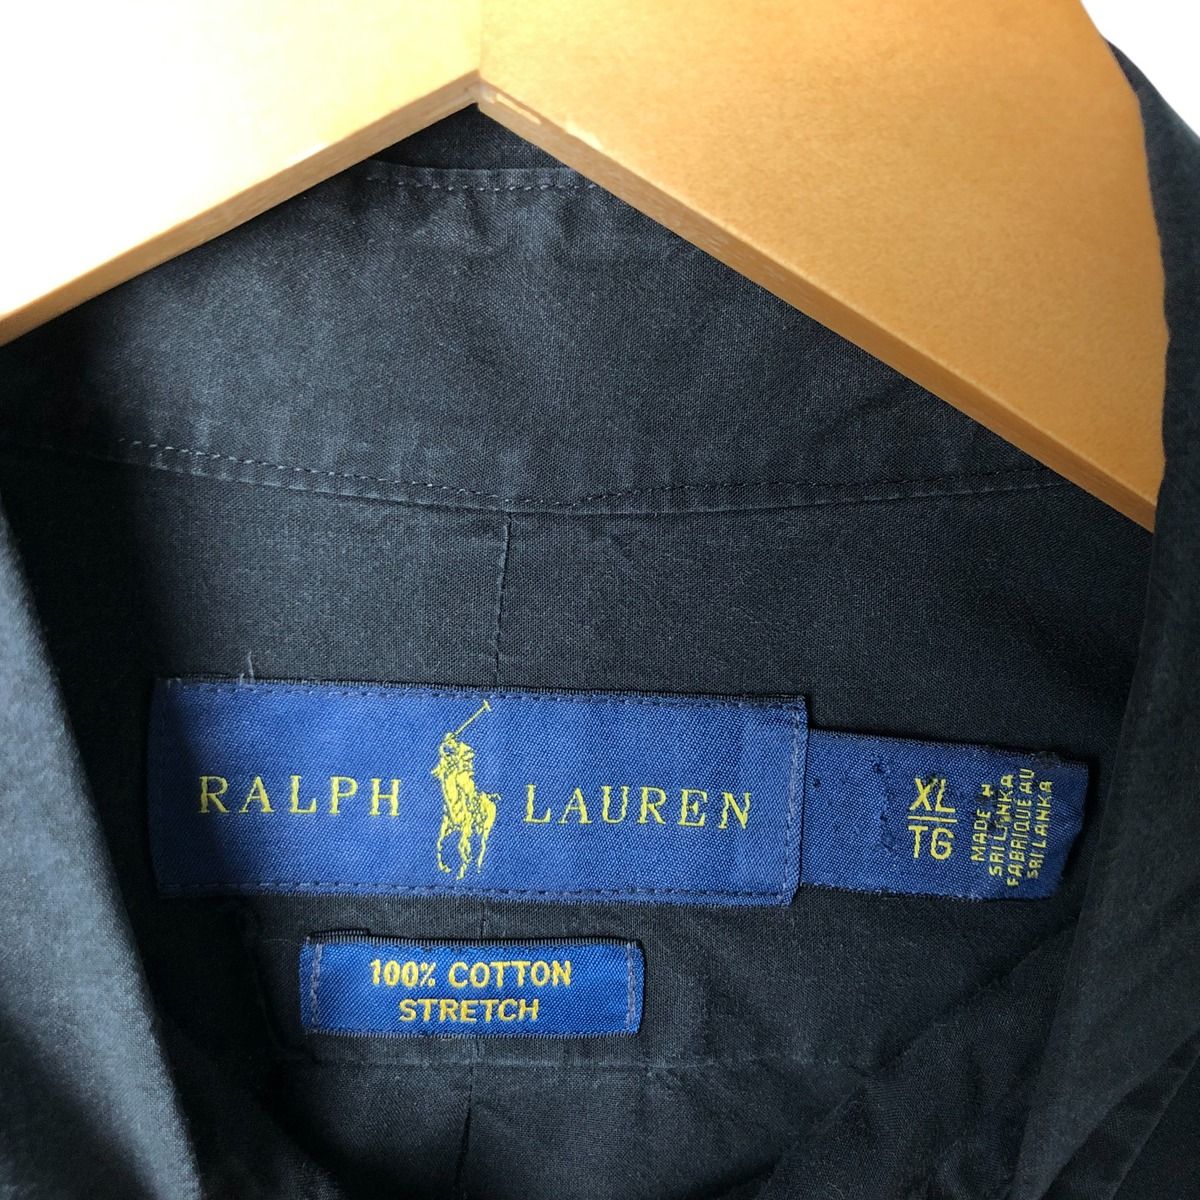 RALPH LAUREN
XL
TG
MADE IN
SRI LANKA
FABRIQUE AU
SRI LANKA
100% COTTON
STRETCH